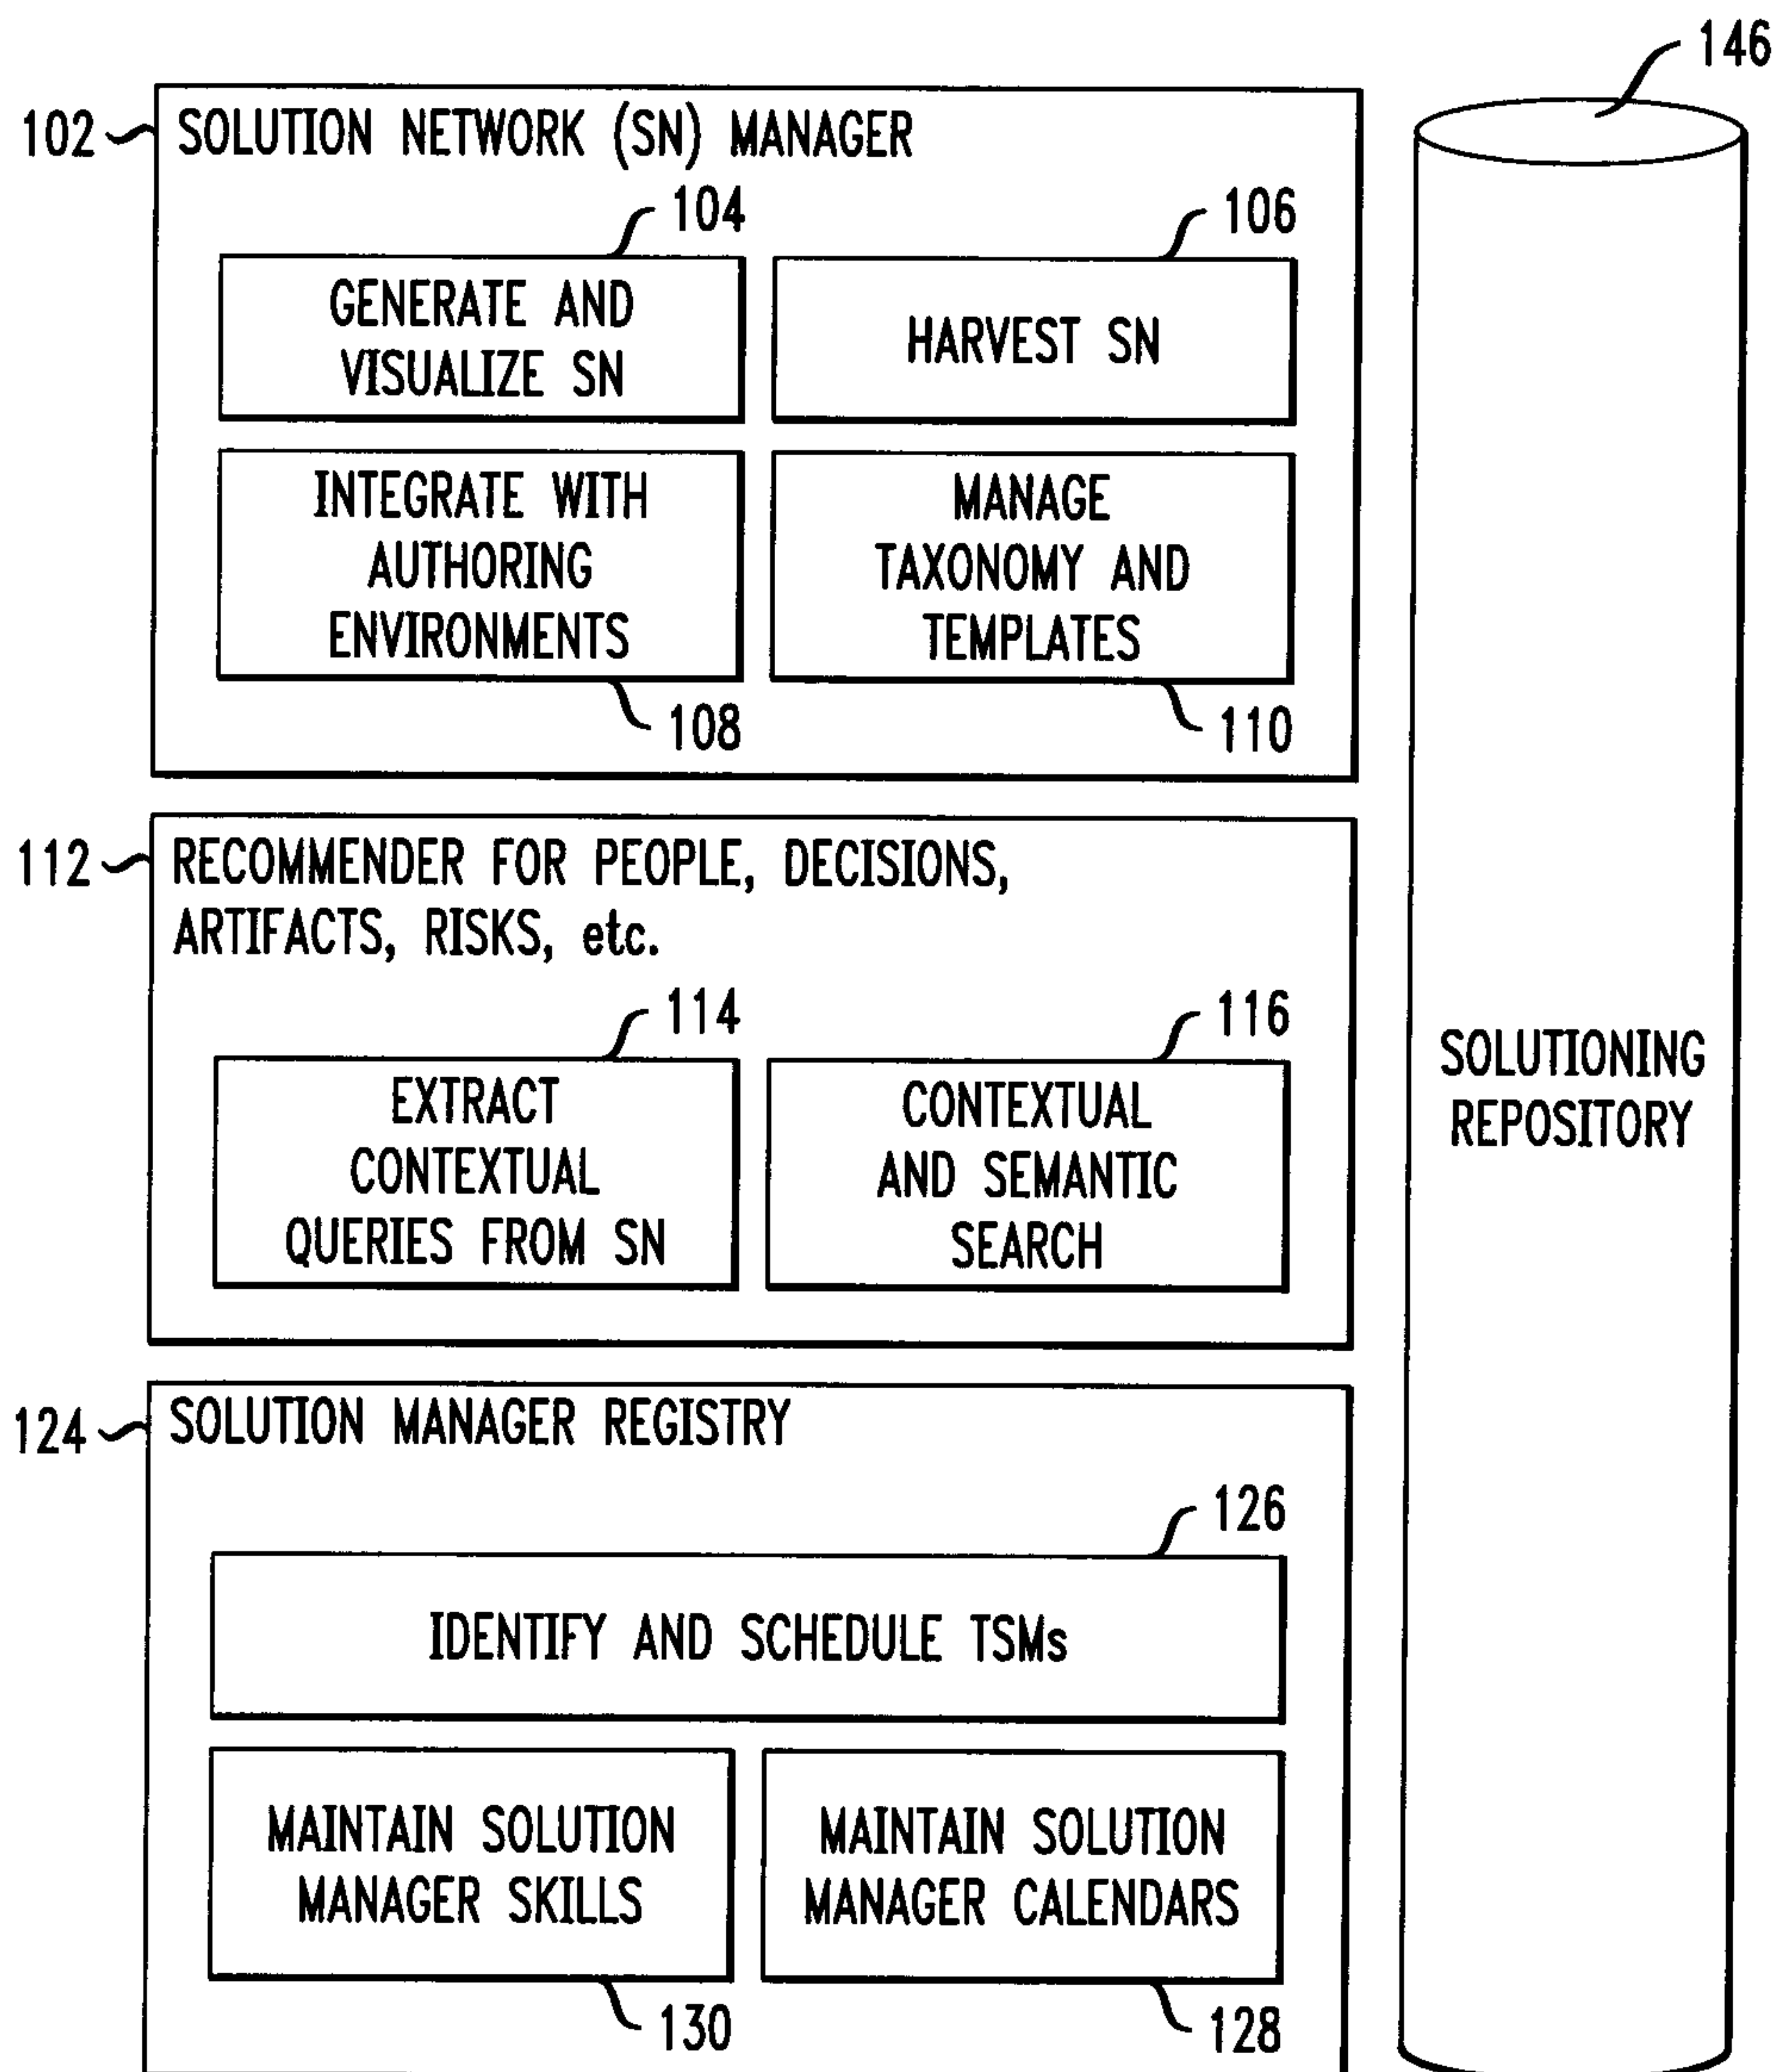 146
102
SOLUTION NETWORK (SN) MANAGER
104
106
GENERATE AND
VISUALIZE SN
HARVEST SN
INTEGRATE WITH
AUTHORING
ENVIRONMENTS
MANAGE
TAXONOMY AND
TEMPLATES
108
110
112
RECOMMENDER FOR PEOPLE, DECISIONS,
ARTIFACTS, RISKS, etc.
114
116
EXTRACT
CONTEXTUAL
QUERIES FROM SN
CONTEXTUAL
AND SEMANTIC
SEARCH
SOLUTIONING
REPOSITORY
124
SOLUTION MANAGER REGISTRY
126
IDENTIFY AND SCHEDULE TSMs
MAINTAIN SOLUTION
MANAGER SKILLS
MAINTAIN SOLUTION
MANAGER CALENDARS
130
128